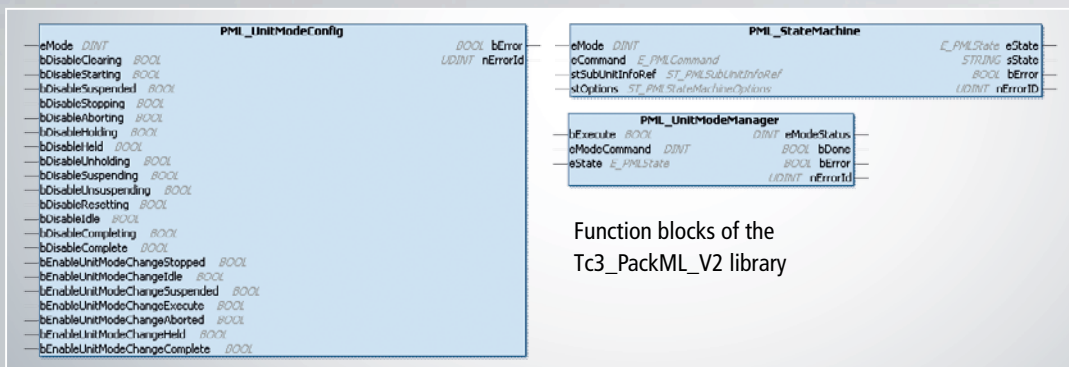 PML_UnitModeConfig
eMode DINT
bDisableClearing BOOL
bDisableStarting BOOL
bDisableSuspended BOOL
bDisableStopping BOOL
bDisableAborting BOOL
bDisableHolding BOOL
bDisableHeld BOOL
bDisableUnholding BOOL
bDisableSuspending BOOL
bDisableUnsuspending BOOL
bDisableResetting BOOL
bDisableIdle BOOL
bDisableCompleting BOOL
bDisableComplete BOOL
bEnableUnitModeChangeStopped BOOL
bEnableUnitModeChangeIdle BOOL
bEnableUnitModeChangeSuspended BOOL
bEnableUnitModeChangeExecute BOOL
bEnableUnitModeChangeAborted BOOL
bEnableUnitModeChangeHeld BOOL
bEnableUnitModeChangeComplete BOOL
BOOL bError
UDINT nErrorId
PML_StateMachine
eMode DINT
eCommand E_PMLCommand
stSubUnitInfoRef ST_PMLSubUnitInfoRef
stOptions ST_PMLStateMachineOptions
E_PMLState eState
STRING sState
BOOL bError
UDINT nErrorID
PML_UnitModeManager
bExecute BOOL
eModeCommand DINT
eState E_PMLState
DINT eModeStatus
BOOL bDone
BOOL bError
UDINT nErrorId
Function blocks of the
Tc3_PackML_V2 library